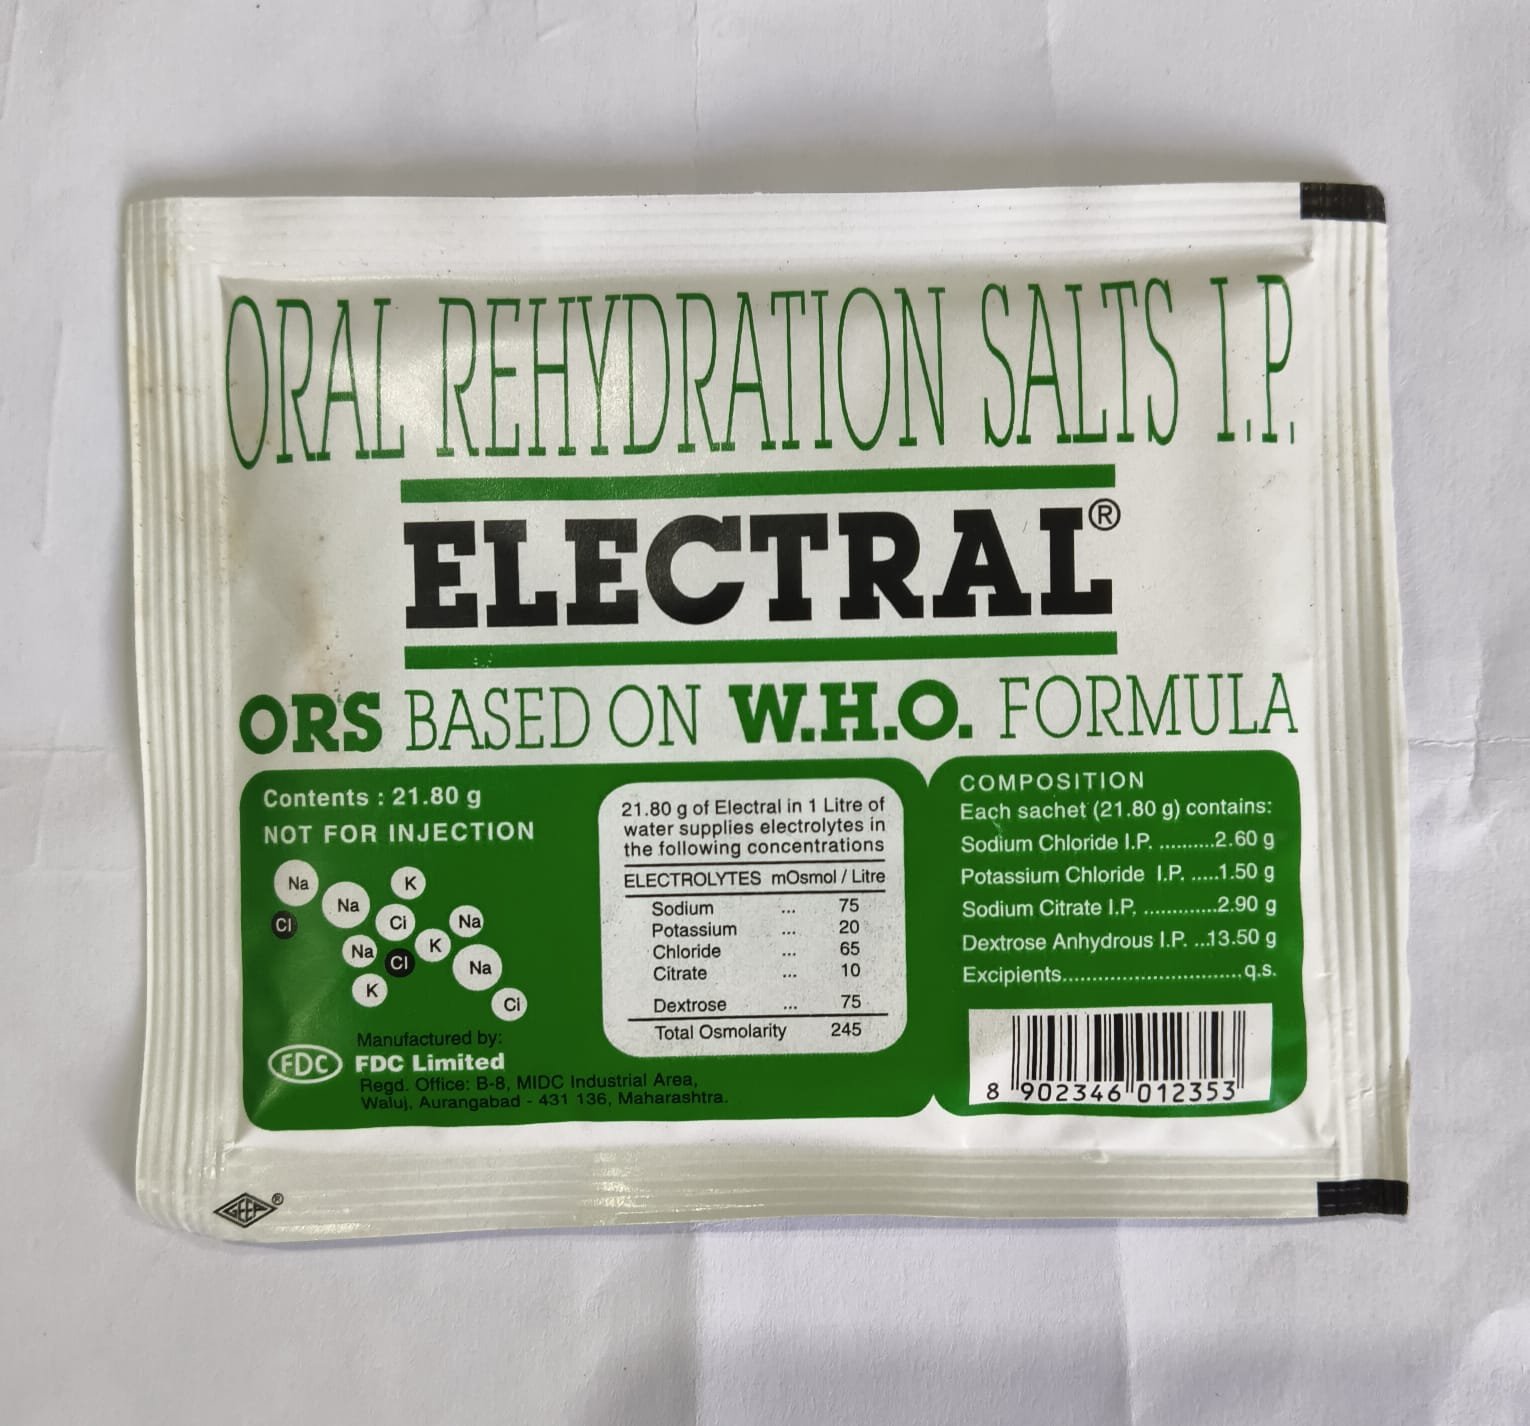 ORAL REHYDRATION SALTS I.P.
ELECTRAL®
ORS BASED ON W.H.O. FORMULA
Contents : 21.80 g
NOT FOR INJECTION
Na
K
Na
Cl
Ci
Na
Na
K
Cl
Na
K
Ci
Manufactured by:
FDC FDC Limited
Regd. Office: B-8, MIDC Industrial Area,
Waluj, Aurangabad - 431 136, Maharashtra.
21.80 g of Electral in 1 Litre of
water supplies electrolytes in
the following concentrations
ELECTROLYTES mOsmol / Litre
Sodium ... 75
Potassium ... 20
Chloride ... 65
Citrate ... 10
Dextrose ... 75
Total Osmolarity 245
COMPOSITION
Each sachet (21.80 g) contains:
Sodium Chloride I.P. ..........2.60 g
Potassium Chloride I.P. .....1.50 g
Sodium Citrate I.P. .............2.90 g
Dextrose Anhydrous I.P. ...13.50 g
Excipients................................q.s.
8 902346 012353